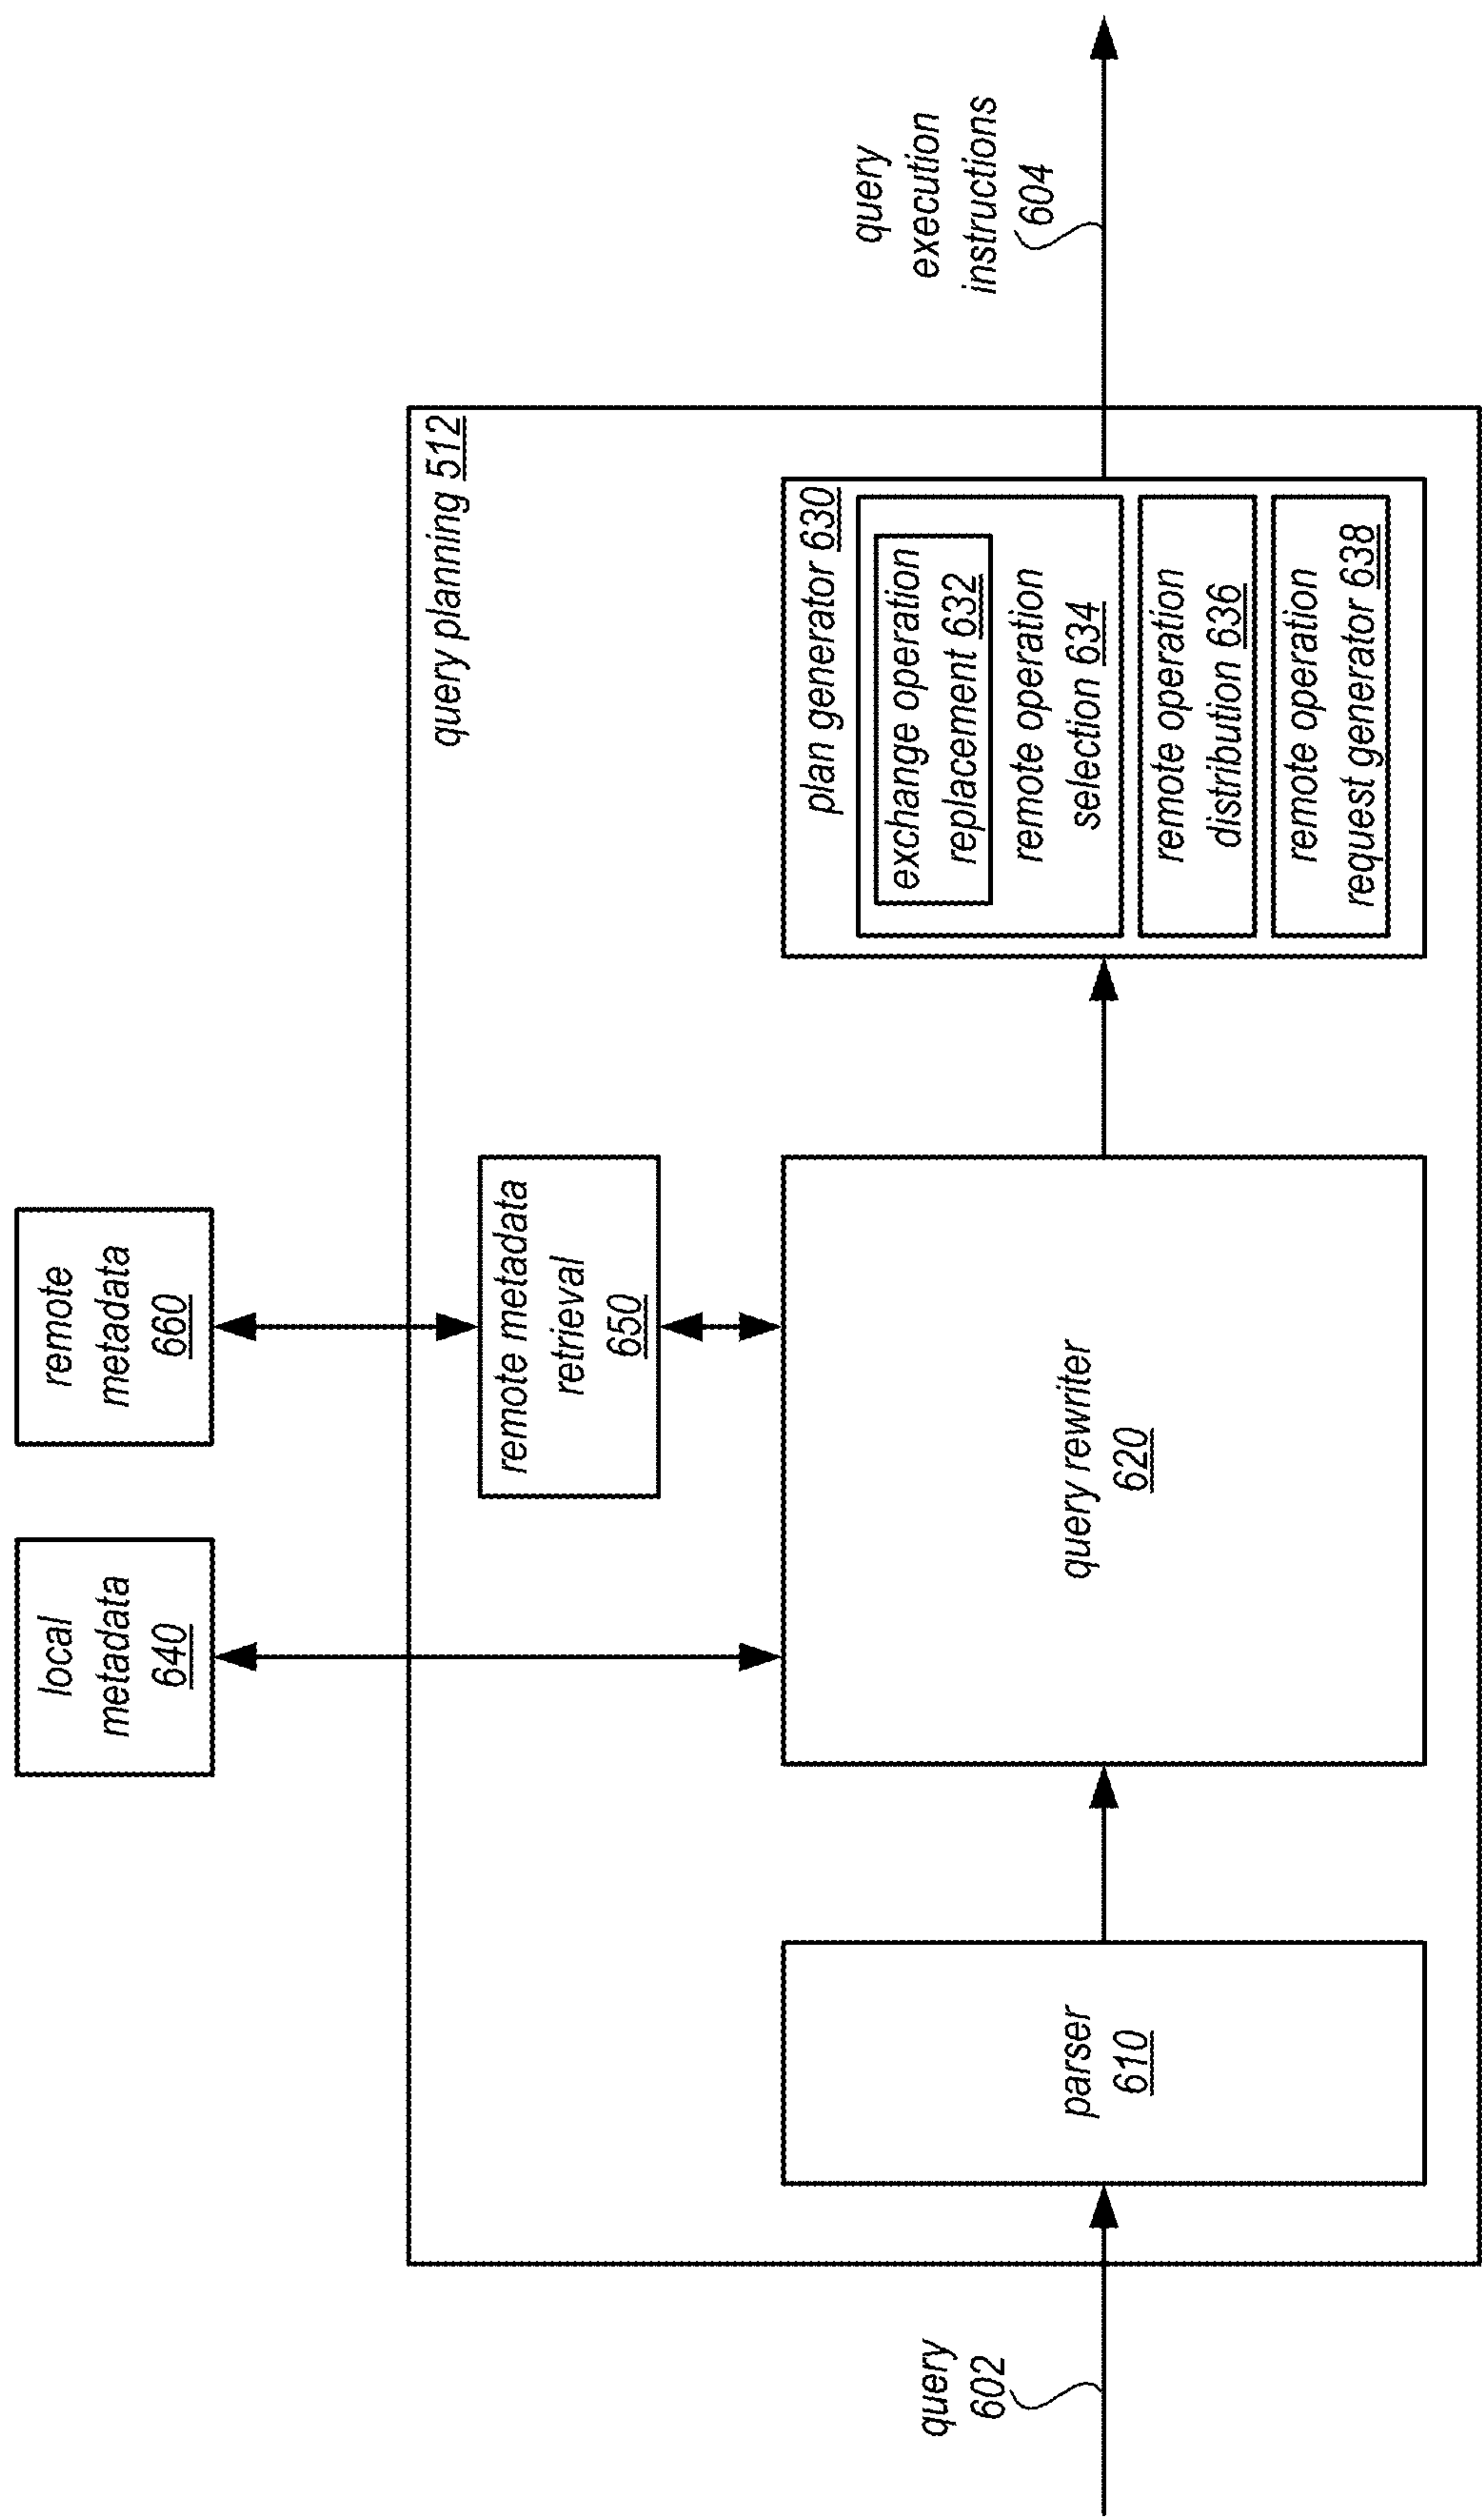 local
metadata
640
remote
metadata
660
query planning 512
remote metadata
retrieval
650
query
602
parser
610
query rewriter
620
plan generator 630
exchange operation
replacement 632
remote operation
selection 634
remote operation
distribution 636
remote operation
request generator 638
query
execution
instructions
604